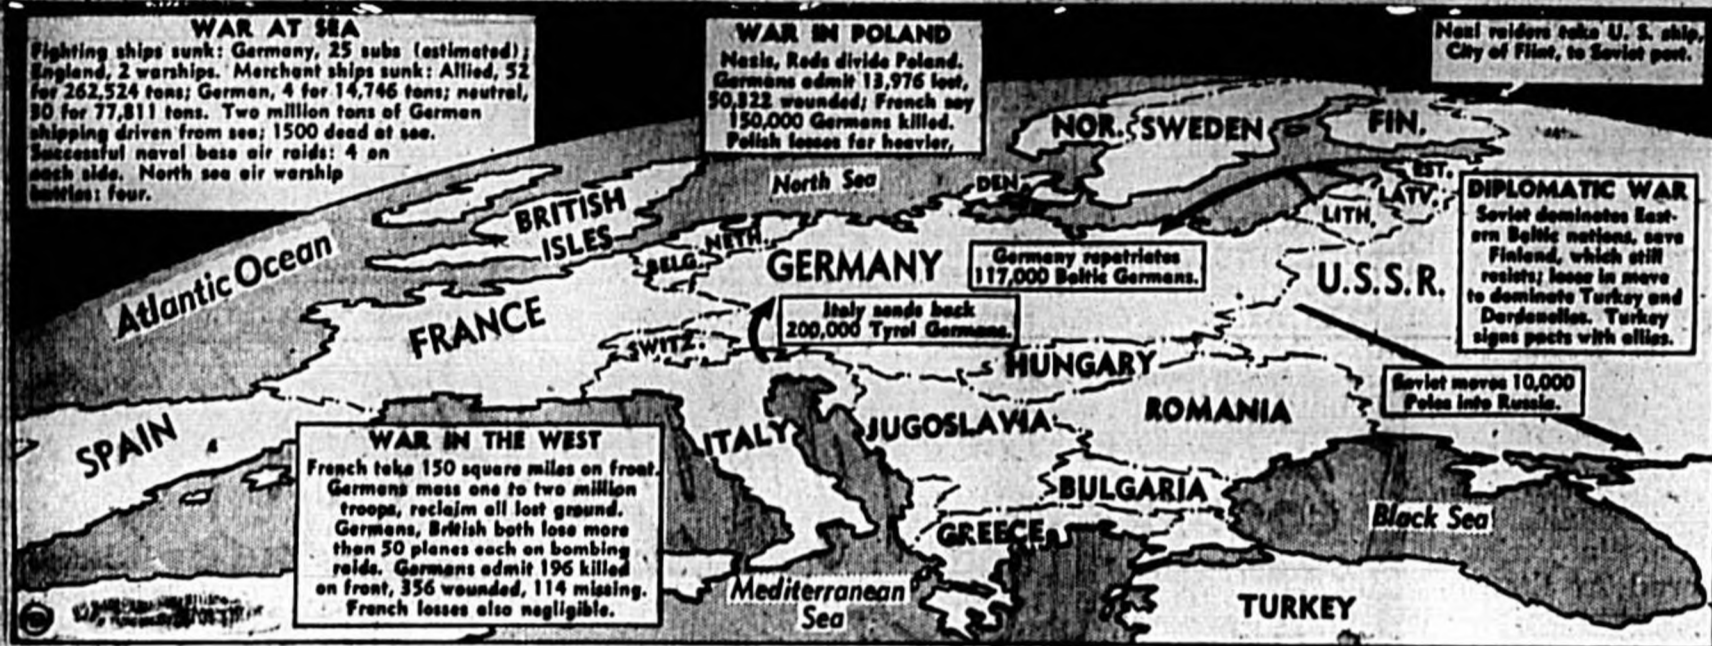 WAR AT SEA
Fighting ships sunk: Germany, 25 subs (estimated);
England, 2 warships. Merchant ships sunk: Allied, 52
for 262,524 tons; German, 4 for 14,746 tons; neutral,
30 for 77,811 tons. Two million tons of German
shipping driven from sea; 1500 dead at sea.
Successful naval base air raids: 4 on
each side. North sea air warship
battles: four.
WAR IN POLAND
Nazis, Reds divide Poland.
Germans admit 13,976 lost,
50,322 wounded; French say
150,000 Germans killed.
Polish losses far heavier,
Nazi raiders take U. S. ship,
City of Flint, to Soviet port.
NOR.
SWEDEN
FIN.
North Sea
DEN.
EST.
LATV.
LITH.
DIPLOMATIC WAR
Soviet dominates East-
ern Baltic nations, save
Finland, which still
resists; loses in move
to dominate Turkey and
Dardanelles. Turkey
signs pacts with allies.
BRITISH
ISLES
NETH.
BELG.
GERMANY
Germany repatriates
117,000 Baltic Germans.
U.S.S.R.
Atlantic Ocean
FRANCE
Italy sends back
200,000 Tyrol Germans.
SWITZ.
HUNGARY
Soviet moves 10,000
Poles into Russia.
SPAIN
ITALY
JUGOSLAVIA
ROMANIA
WAR IN THE WEST
French take 150 square miles on front.
Germans mass one to two million
troops, reclaim all lost ground.
Germans, British both lose more
than 50 planes each on bombing
raids. Germans admit 196 killed
on front, 356 wounded, 114 missing.
French losses also negligible.
BULGARIA
GREECE
Black Sea
Mediterranean
Sea
TURKEY